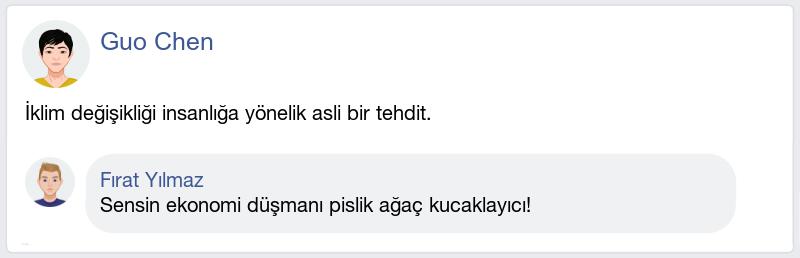 Guo Chen
İklim değişikliği insanlığa yönelik asli bir tehdit.
Fırat Yılmaz
Sensin ekonomi düşmanı pislik ağaç kucaklayıcı!